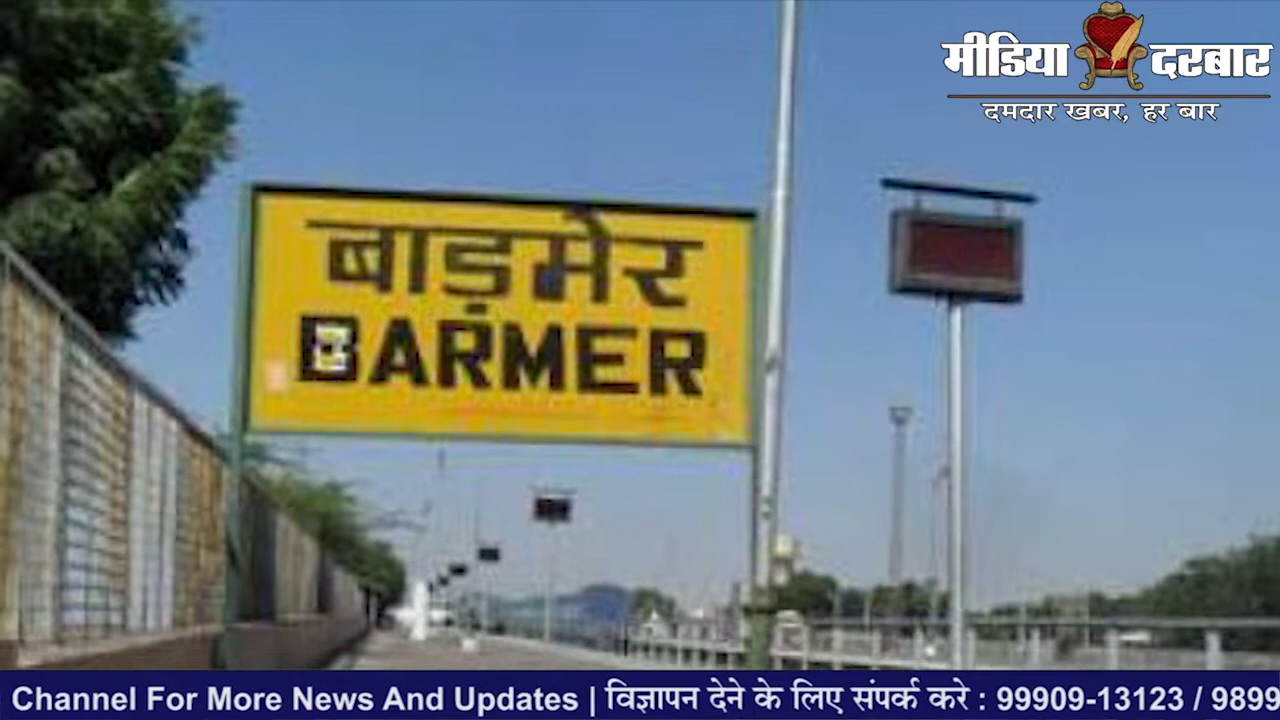 मीडिया दरबार
दमदार खबर, हर बार
बाड़मेर
BARMER
Channel For More News And Updates | विज्ञापन देने के लिए संपर्क करे : 99909-13123 / 9899